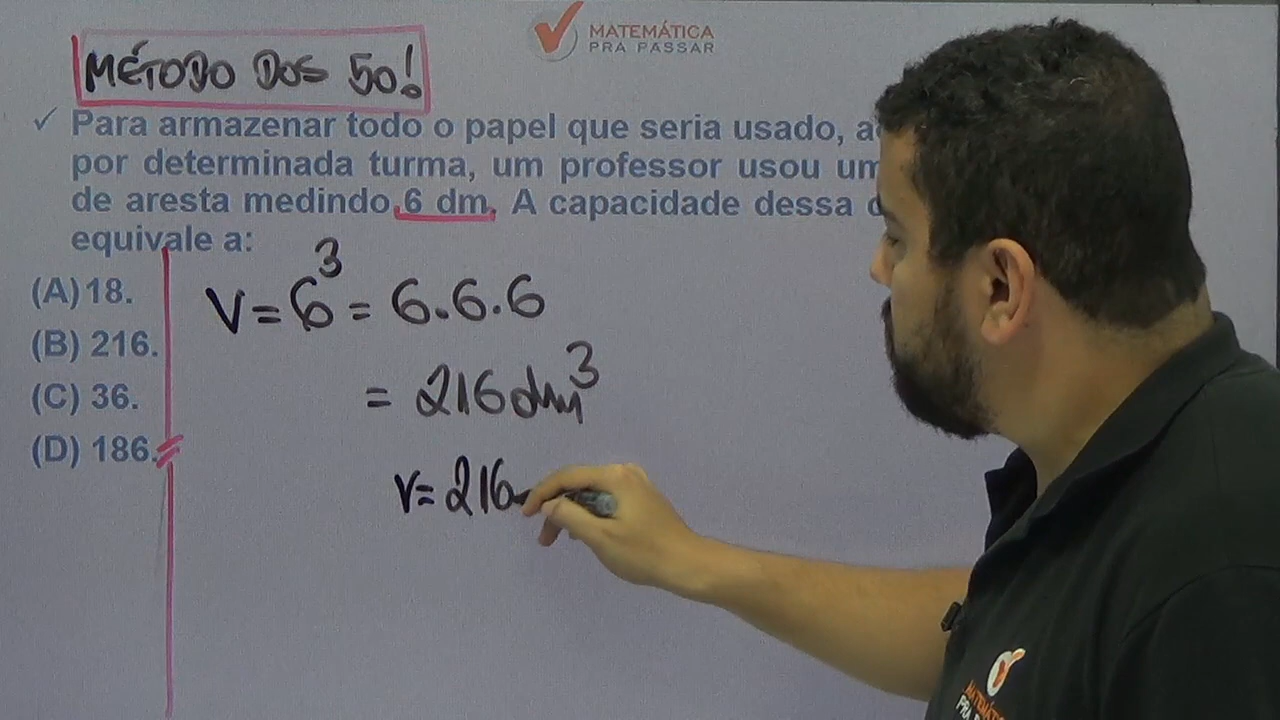 MATEMÁTICA
PRA PASSAR
MÉTODO DOS 50!
✓ Para armazenar todo o papel que seria usado,
por determinada turma, um professor usou
de aresta medindo 6 dm. A capacidade dessa
equivale a:
(A) 18.
(B) 216.
(C) 36.
(D) 186.
V = 6³ = 6.6.6
= 216 dm³
V = 216